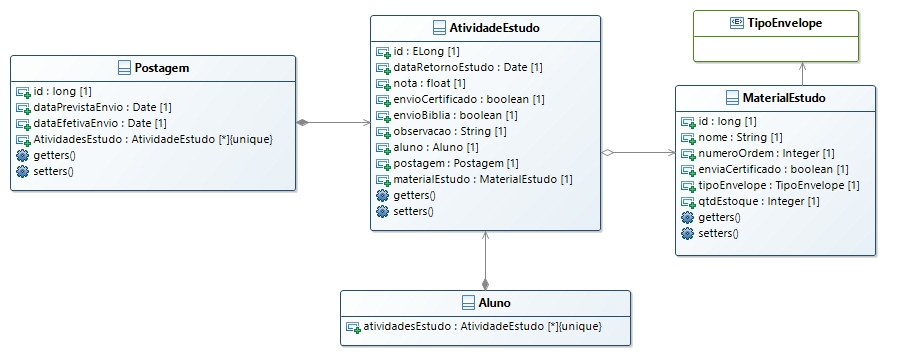 Postagem
id : long [1]
dataPrevistaEnvio : Date [1]
dataEfetivaEnvio : Date [1]
AtividadesEstudo : AtividadeEstudo [*]{unique}
getters()
setters()
AtividadeEstudo
id : ELong [1]
dataRetornoEstudo : Date [1]
nota : float [1]
envioCertificado : boolean [1]
envioBiblia : boolean [1]
observacao : String [1]
aluno : Aluno [1]
postagem : Postagem [1]
materialEstudo : MaterialEstudo [1]
getters()
setters()
<E> TipoEnvelope
MaterialEstudo
id : long [1]
nome : String [1]
numeroOrdem : Integer [1]
enviaCertificado : boolean [1]
tipoEnvelope : TipoEnvelope [1]
qtdEstoque : Integer [1]
getters()
setters()
Aluno
atividadesEstudo : AtividadeEstudo [*]{unique}